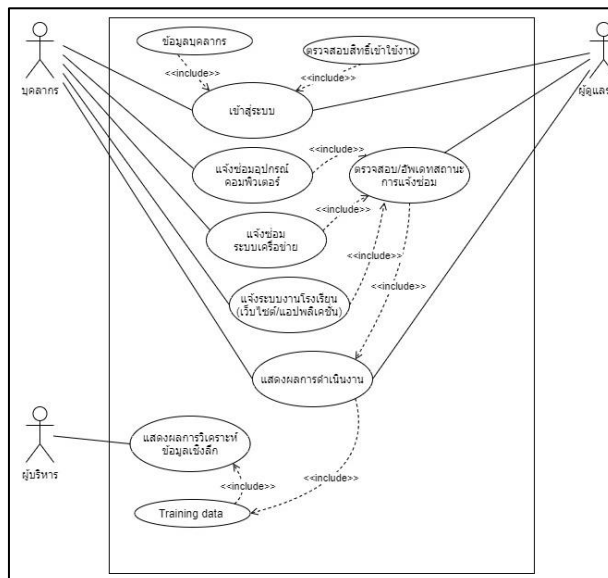 ข้อมูลบุคลากร
ตรวจสอบสิทธิ์เข้าใช้งาน
<<include>>
<<include>>
บุคลากร
ผู้ดูแลร
เข้าสู่ระบบ
<<include>>
แจ้งซ่อมอุปกรณ์
คอมพิวเตอร์
ตรวจสอบ/อัพเดทสถานะ
การแจ้งซ่อม
<<include>>
แจ้งซ่อม
ระบบเครือข่าย
<<include>>
<<include>>
แจ้งระบบงานโรงเรียน
(เว็บไซต์/แอปพลิเคชัน)
แสดงผลการดำเนินงาน
แสดงผลการวิเคราะห์
ข้อมูลเชิงลึก
ผู้บริหาร
<<include>>
<<include>>
Training data